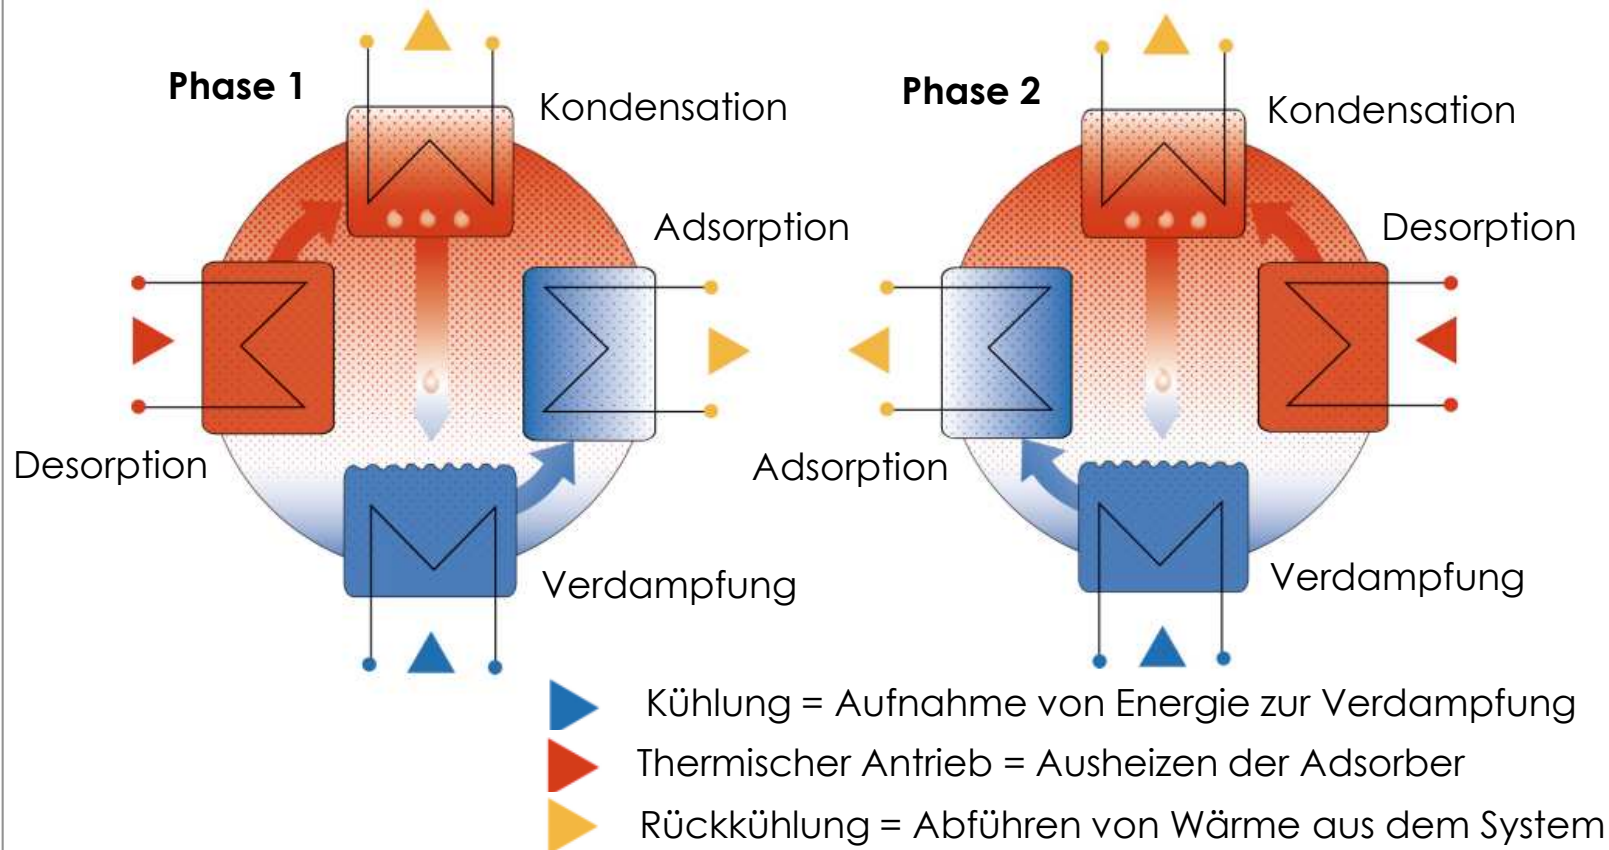 Phase 1
Kondensation
Adsorption
Desorption
Verdampfung
Phase 2
Kondensation
Desorption
Adsorption
Verdampfung
Kühlung = Aufnahme von Energie zur Verdampfung
Thermischer Antrieb = Ausheizen der Adsorber
Rückkühlung = Abführen von Wärme aus dem System